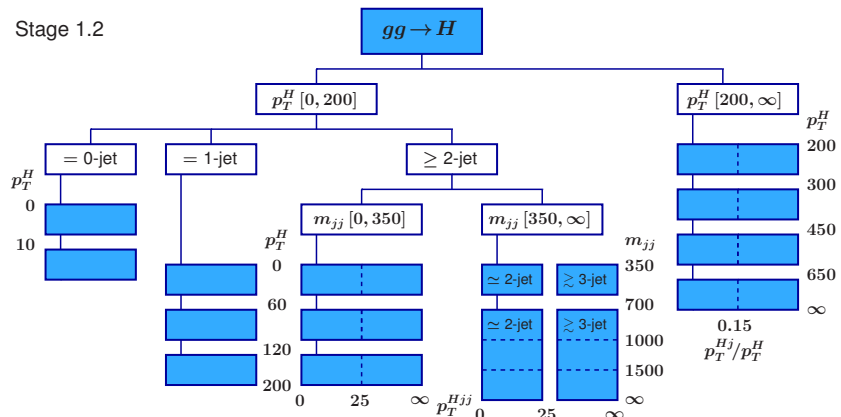 Stage 1.2
gg → H
p_T^H [0, 200]
p_T^H [200, ∞]
= 0-jet
= 1-jet
≥ 2-jet
m_jj [0, 350]
m_jj [350, ∞]
p_T^H
0
10
p_T^H
0
60
120
200
0 25 ∞
m_jj
350
700
1000
1500
∞
≃ 2-jet
≳ 3-jet
≃ 2-jet
≳ 3-jet
p_T^Hjj
0 25 ∞
p_T^H
200
300
450
650
∞
0.15
p_T^Hj/p_T^H